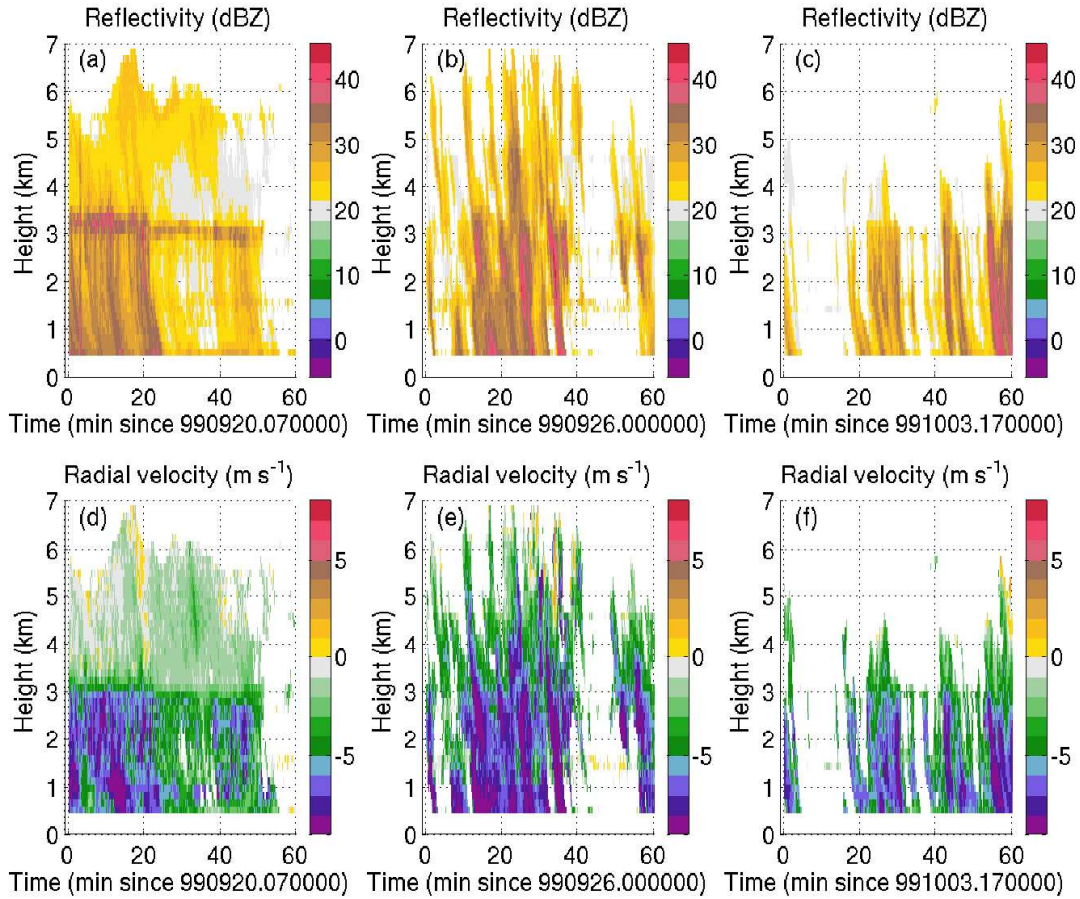 Reflectivity (dBZ) Reflectivity (dBZ) Reflectivity (dBZ)
7 7 7
(a) (b) (c)
40 40 40
6 6 6
5 5 5
30 30 30
4 4 4
20 20 20
3 3 3
10 10 10
2 2 2
1 0 1 0 1 0
0 0 0
Height (km) Height (km) Height (km)
0 20 40 60 0 20 40 60 0 20 40 60
Time (min since 990920.070000) Time (min since 990926.000000) Time (min since 991003.170000)
Radial velocity (m s-1) Radial velocity (m s-1) Radial velocity (m s-1)
7 7 7
(d) (e) (f)
6 6 6
5 5 5
5 5 5
4 4 4
0 0 0
3 3 3
2 2 2
-5 -5 -5
1 1 1
0 0 0
Height (km) Height (km) Height (km)
0 20 40 60 0 20 40 60 0 20 40 60
Time (min since 990920.070000) Time (min since 990926.000000) Time (min since 991003.170000)